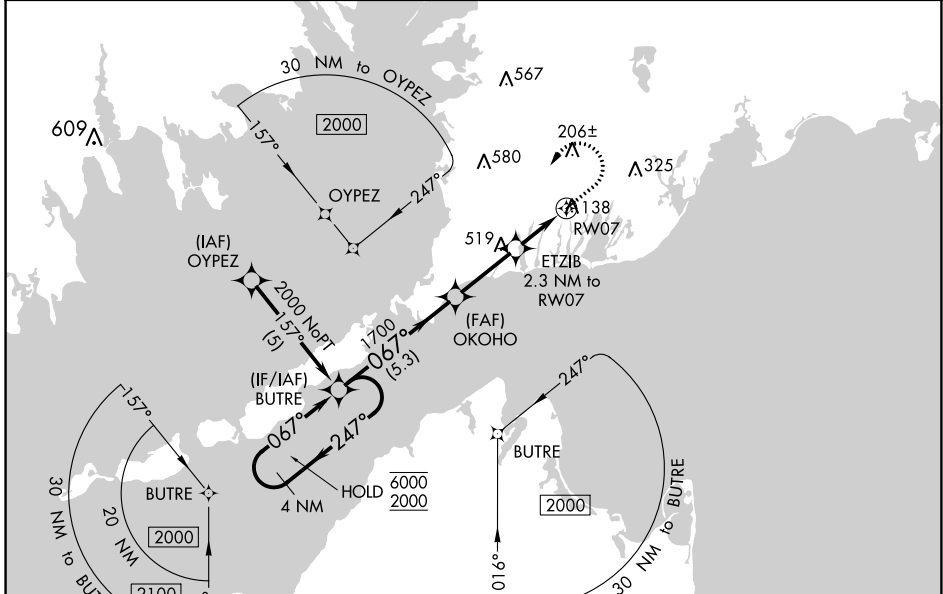 30 NM to OYPEZ
567
609
2000
157°
247°
206±
580
325
OYPEZ
138
RW07
519
(IAF)
OYPEZ
ETZIB
2.3 NM to
RW07
2000 NoPT
157°
(5)
(FAF)
OKOHO
1700
067°
(5.3)
(IF/IAF)
BUTRE
067°
247°
HOLD
6000
2000
4 NM
157°
BUTRE
30 NM to BUTRE
20 NM
2000
2100
247°
BUTRE
2000
016°
30 NM to BUTRE